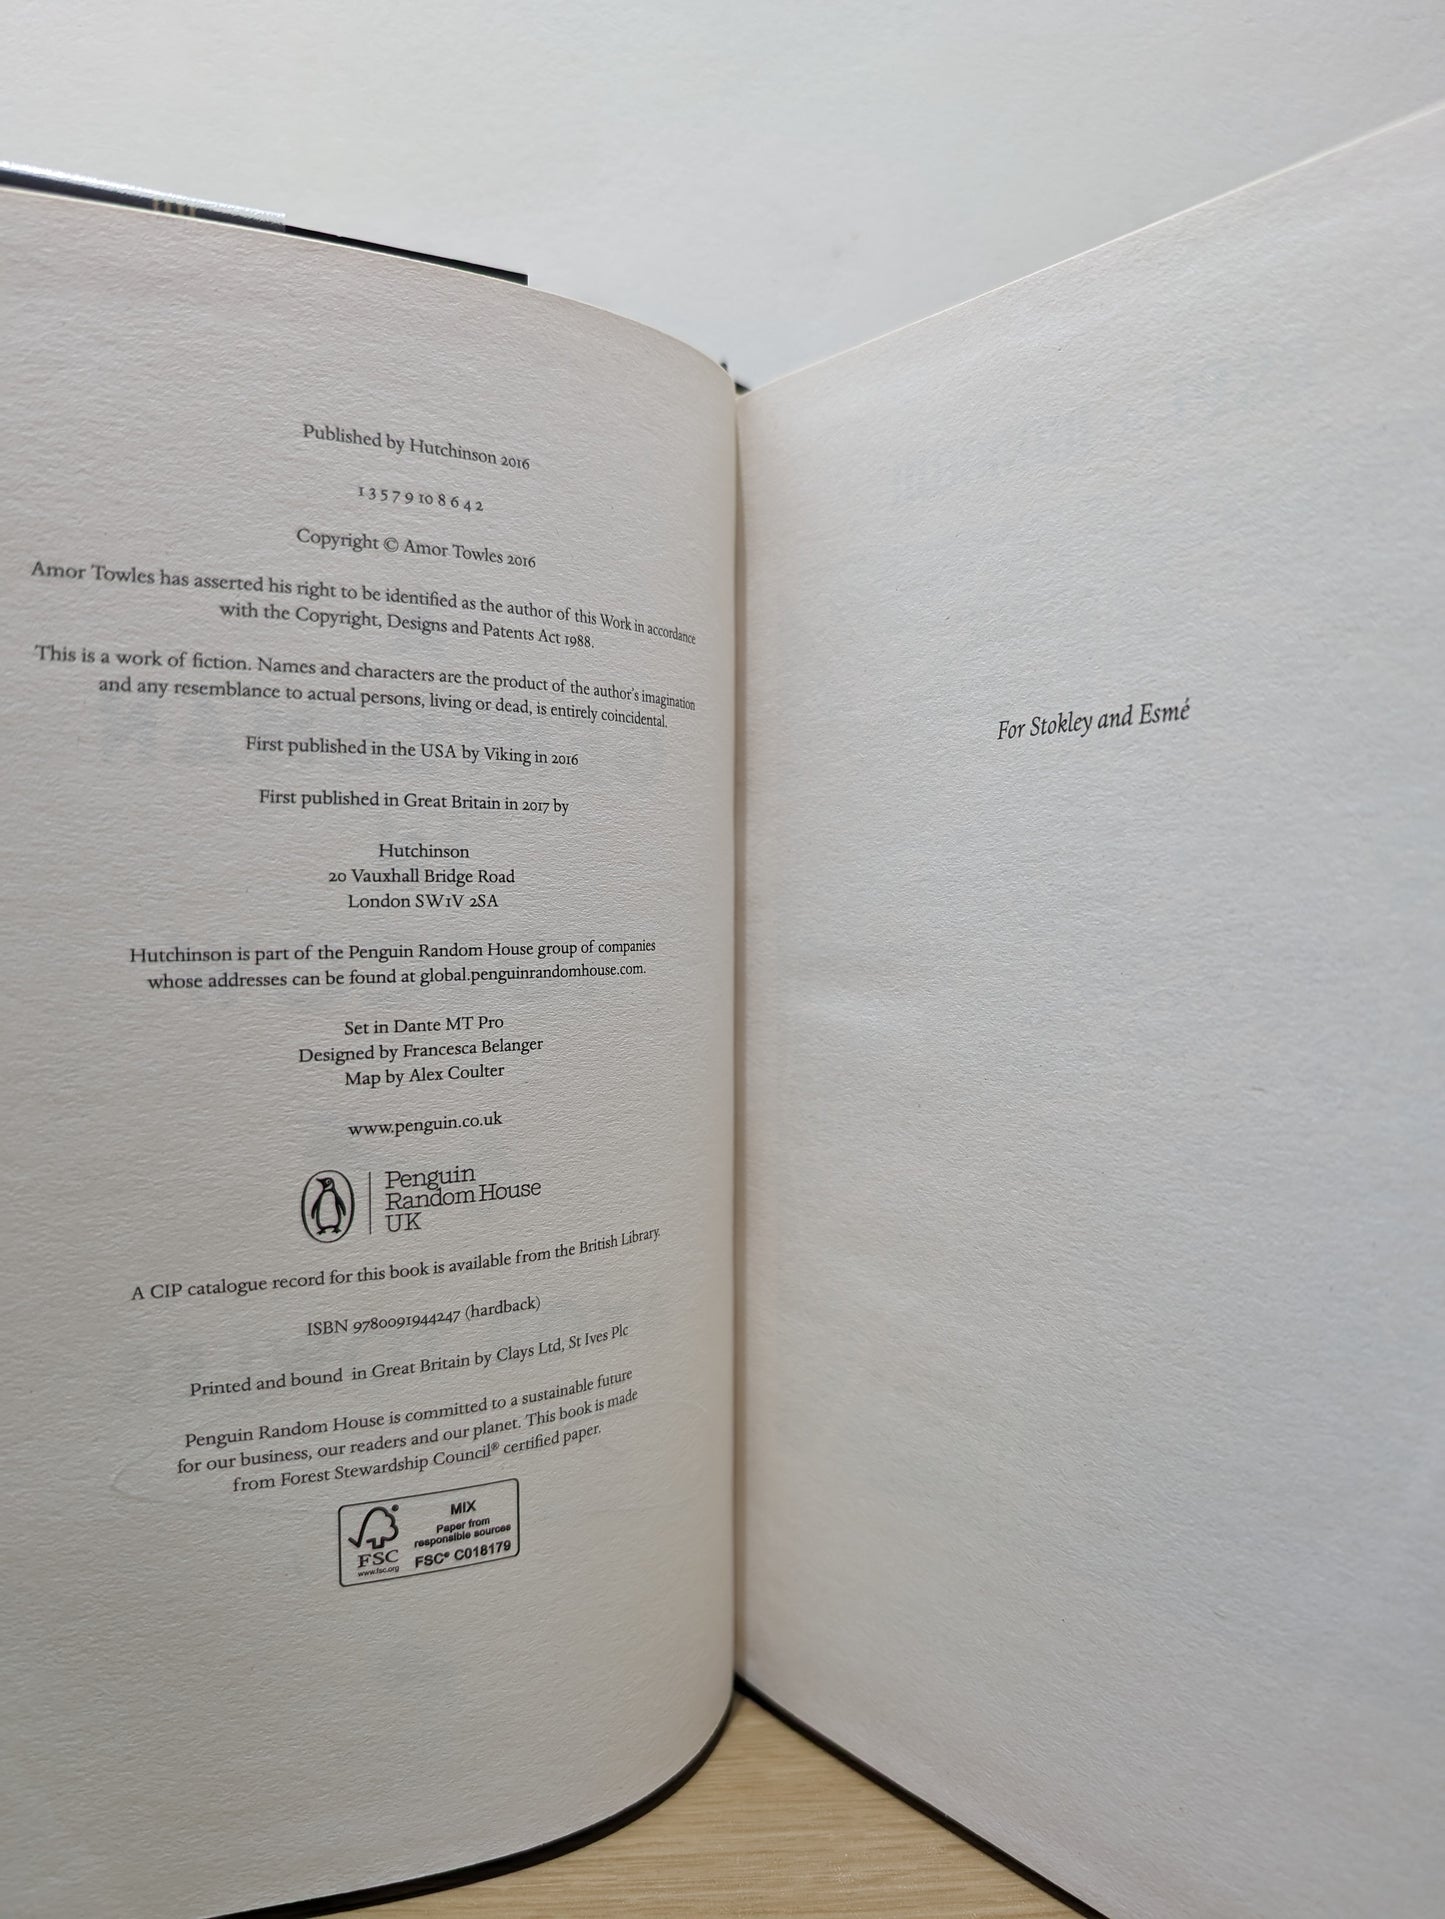 Published by Hutchinson 2016
1 3 5 7 9 10 8 6 4 2
Copyright © Amor Towles 2016
Amor Towles has asserted his right to be identified as the author of this Work in accordance
with the Copyright, Designs and Patents Act 1988.
This is a work of fiction. Names and characters are the product of the author's imagination
and any resemblance to actual persons, living or dead, is entirely coincidental.
First published in the USA by Viking in 2016
First published in Great Britain in 2017 by
Hutchinson
20 Vauxhall Bridge Road
London SW1V 2SA
Hutchinson is part of the Penguin Random House group of companies
whose addresses can be found at global.penguinrandomhouse.com.
Set in Dante MT Pro
Designed by Francesca Belanger
Map by Alex Coulter
www.penguin.co.uk
Penguin
Random House
UK
A CIP catalogue record for this book is available from the British Library.
ISBN 9780091944247 (hardback)
Printed and bound in Great Britain by Clays Ltd, St Ives Plc
Penguin Random House is committed to a sustainable future
for our business, our readers and our planet. This book is made
from Forest Stewardship Council® certified paper.
MIX
Paper from
responsible sources
FSC® C018179
FSC
www.fsc.org
For Stokley and Esmé